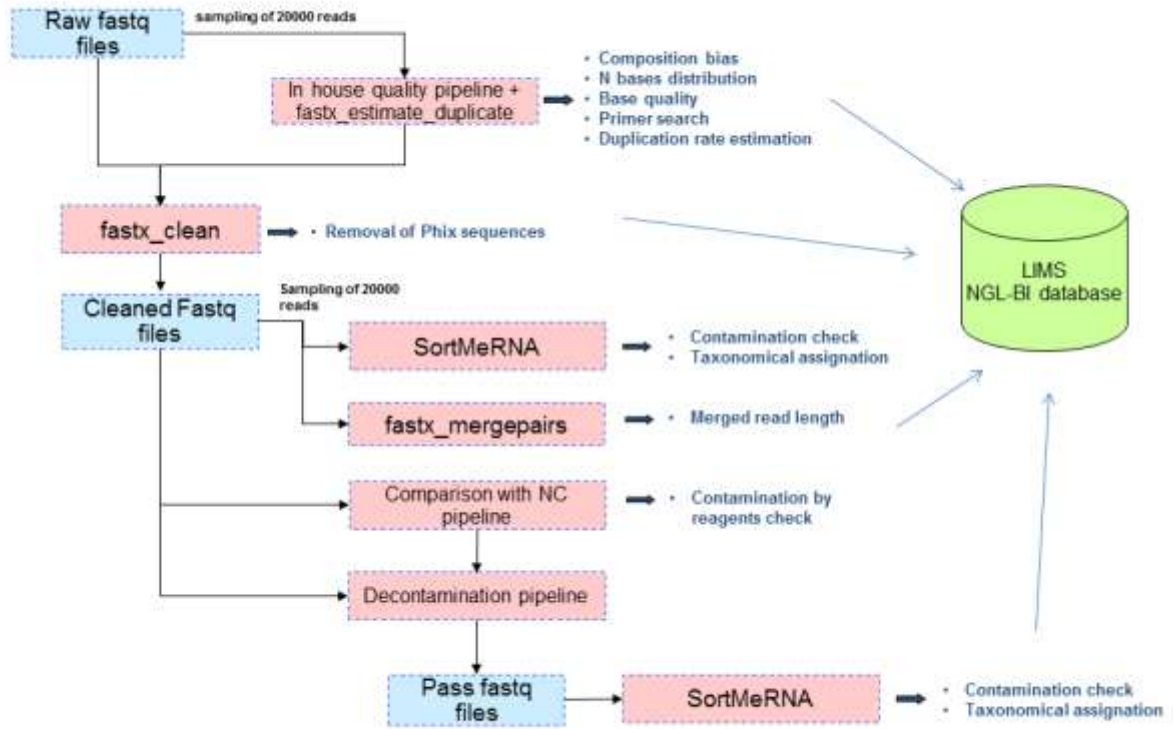 sampling of 20000 reads
Raw fastq
files
In house quality pipeline +
fastx_estimate_duplicate
• Composition bias
• N bases distribution
• Base quality
• Primer search
• Duplication rate estimation
fastx_clean
• Removal of Phix sequences
LIMS
NGL-BI database
Cleaned Fastq
files
Sampling of 20000
reads
SortMeRNA
• Contamination check
• Taxonomical assignation
fastx_mergepairs
• Merged read length
Comparison with NC
pipeline
• Contamination by
reagents check
Decontamination pipeline
Pass fastq
files
SortMeRNA
• Contamination check
• Taxonomical assignation